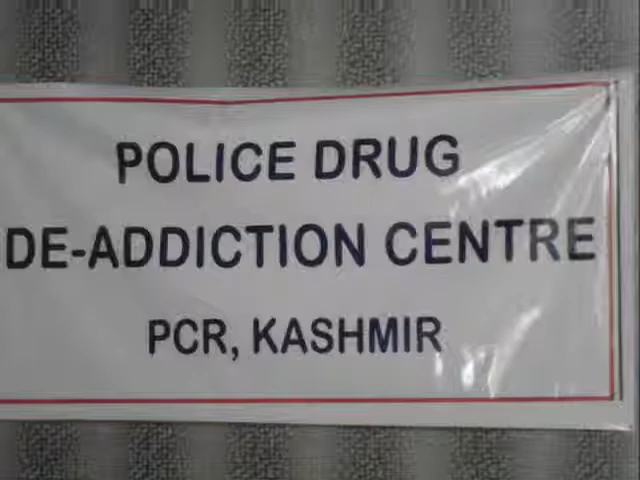 POLICE DRUG
DE-ADDICTION CENTRE
PCR, KASHMIR